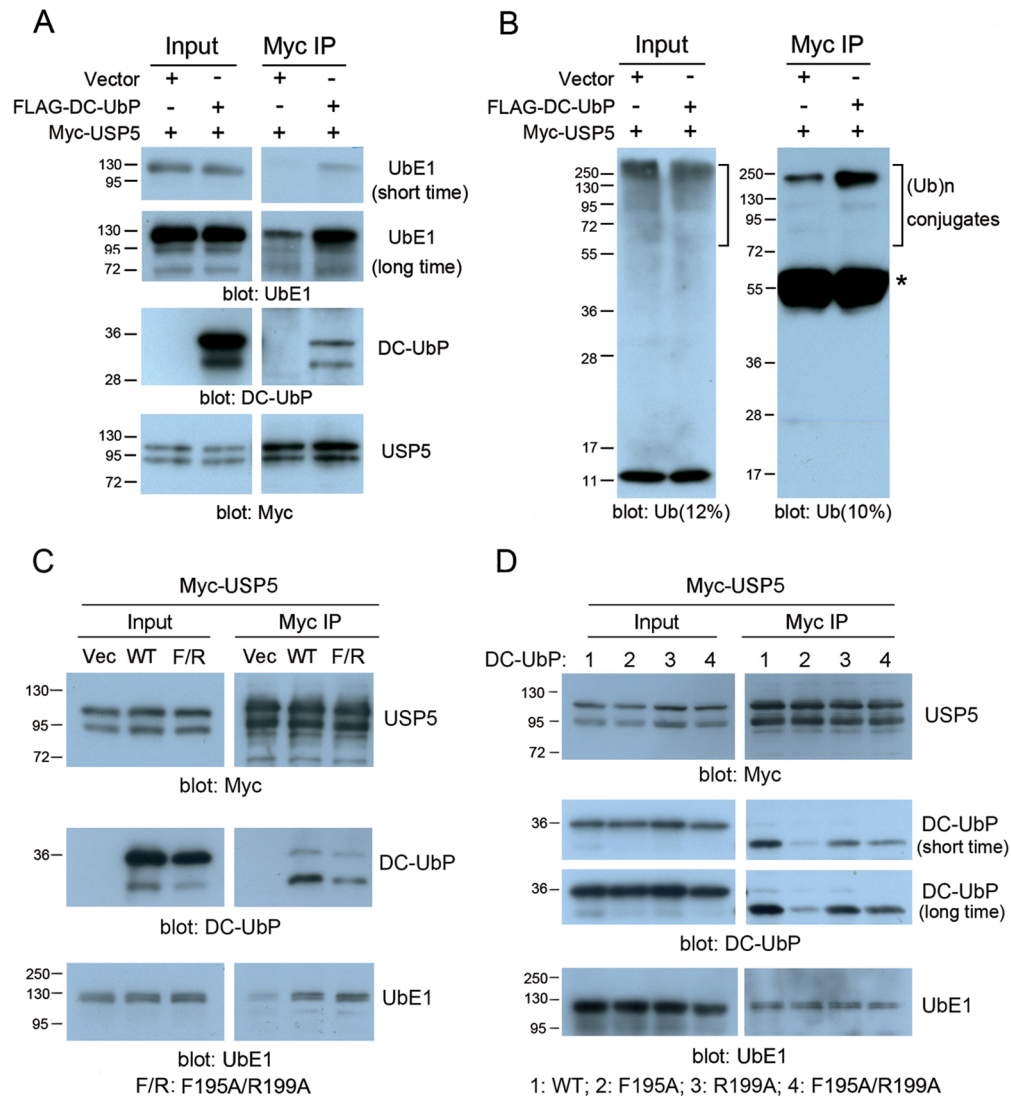 A
Input Myc IP
Vector + - + -
FLAG-DC-UbP - + - +
Myc-USP5 + + + +
130
95
UbE1
(short time)
130
95
72
UbE1
(long time)
blot: UbE1
36
28
DC-UbP
blot: DC-UbP
130
95
72
USP5
blot: Myc
B
Input Myc IP
Vector + - + -
FLAG-DC-UbP - + - +
Myc-USP5 + + + +
250
130
95
72
55
36
28
17
11
250
130
95
72
55
36
28
17
(Ub)n
conjugates
*
blot: Ub(12%) blot: Ub(10%)
C
Myc-USP5
Input Myc IP
Vec WT F/R Vec WT F/R
130
95
72
USP5
blot: Myc
36
DC-UbP
blot: DC-UbP
250
130
95
UbE1
blot: UbE1
F/R: F195A/R199A
D
Myc-USP5
Input Myc IP
DC-UbP: 1 2 3 4 1 2 3 4
130
95
72
USP5
blot: Myc
36
DC-UbP
(short time)
36
DC-UbP
(long time)
blot: DC-UbP
250
130
95
UbE1
blot: UbE1
1: WT; 2: F195A; 3: R199A; 4: F195A/R199A